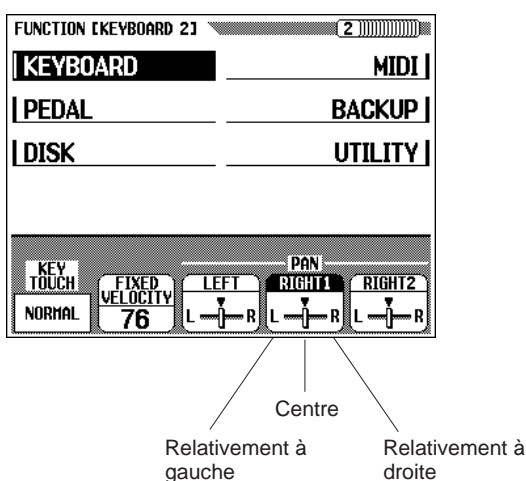 FUNCTION [KEYBOARD 2] 2
KEYBOARD MIDI
PEDAL BACKUP
DISK UTILITY
PAN
KEY
TOUCH
NORMAL
FIXED
VELOCITY
76
LEFT
L R
RIGHT1
L R
RIGHT2
L R
Centre
Relativement à
gauche
Relativement à
droite